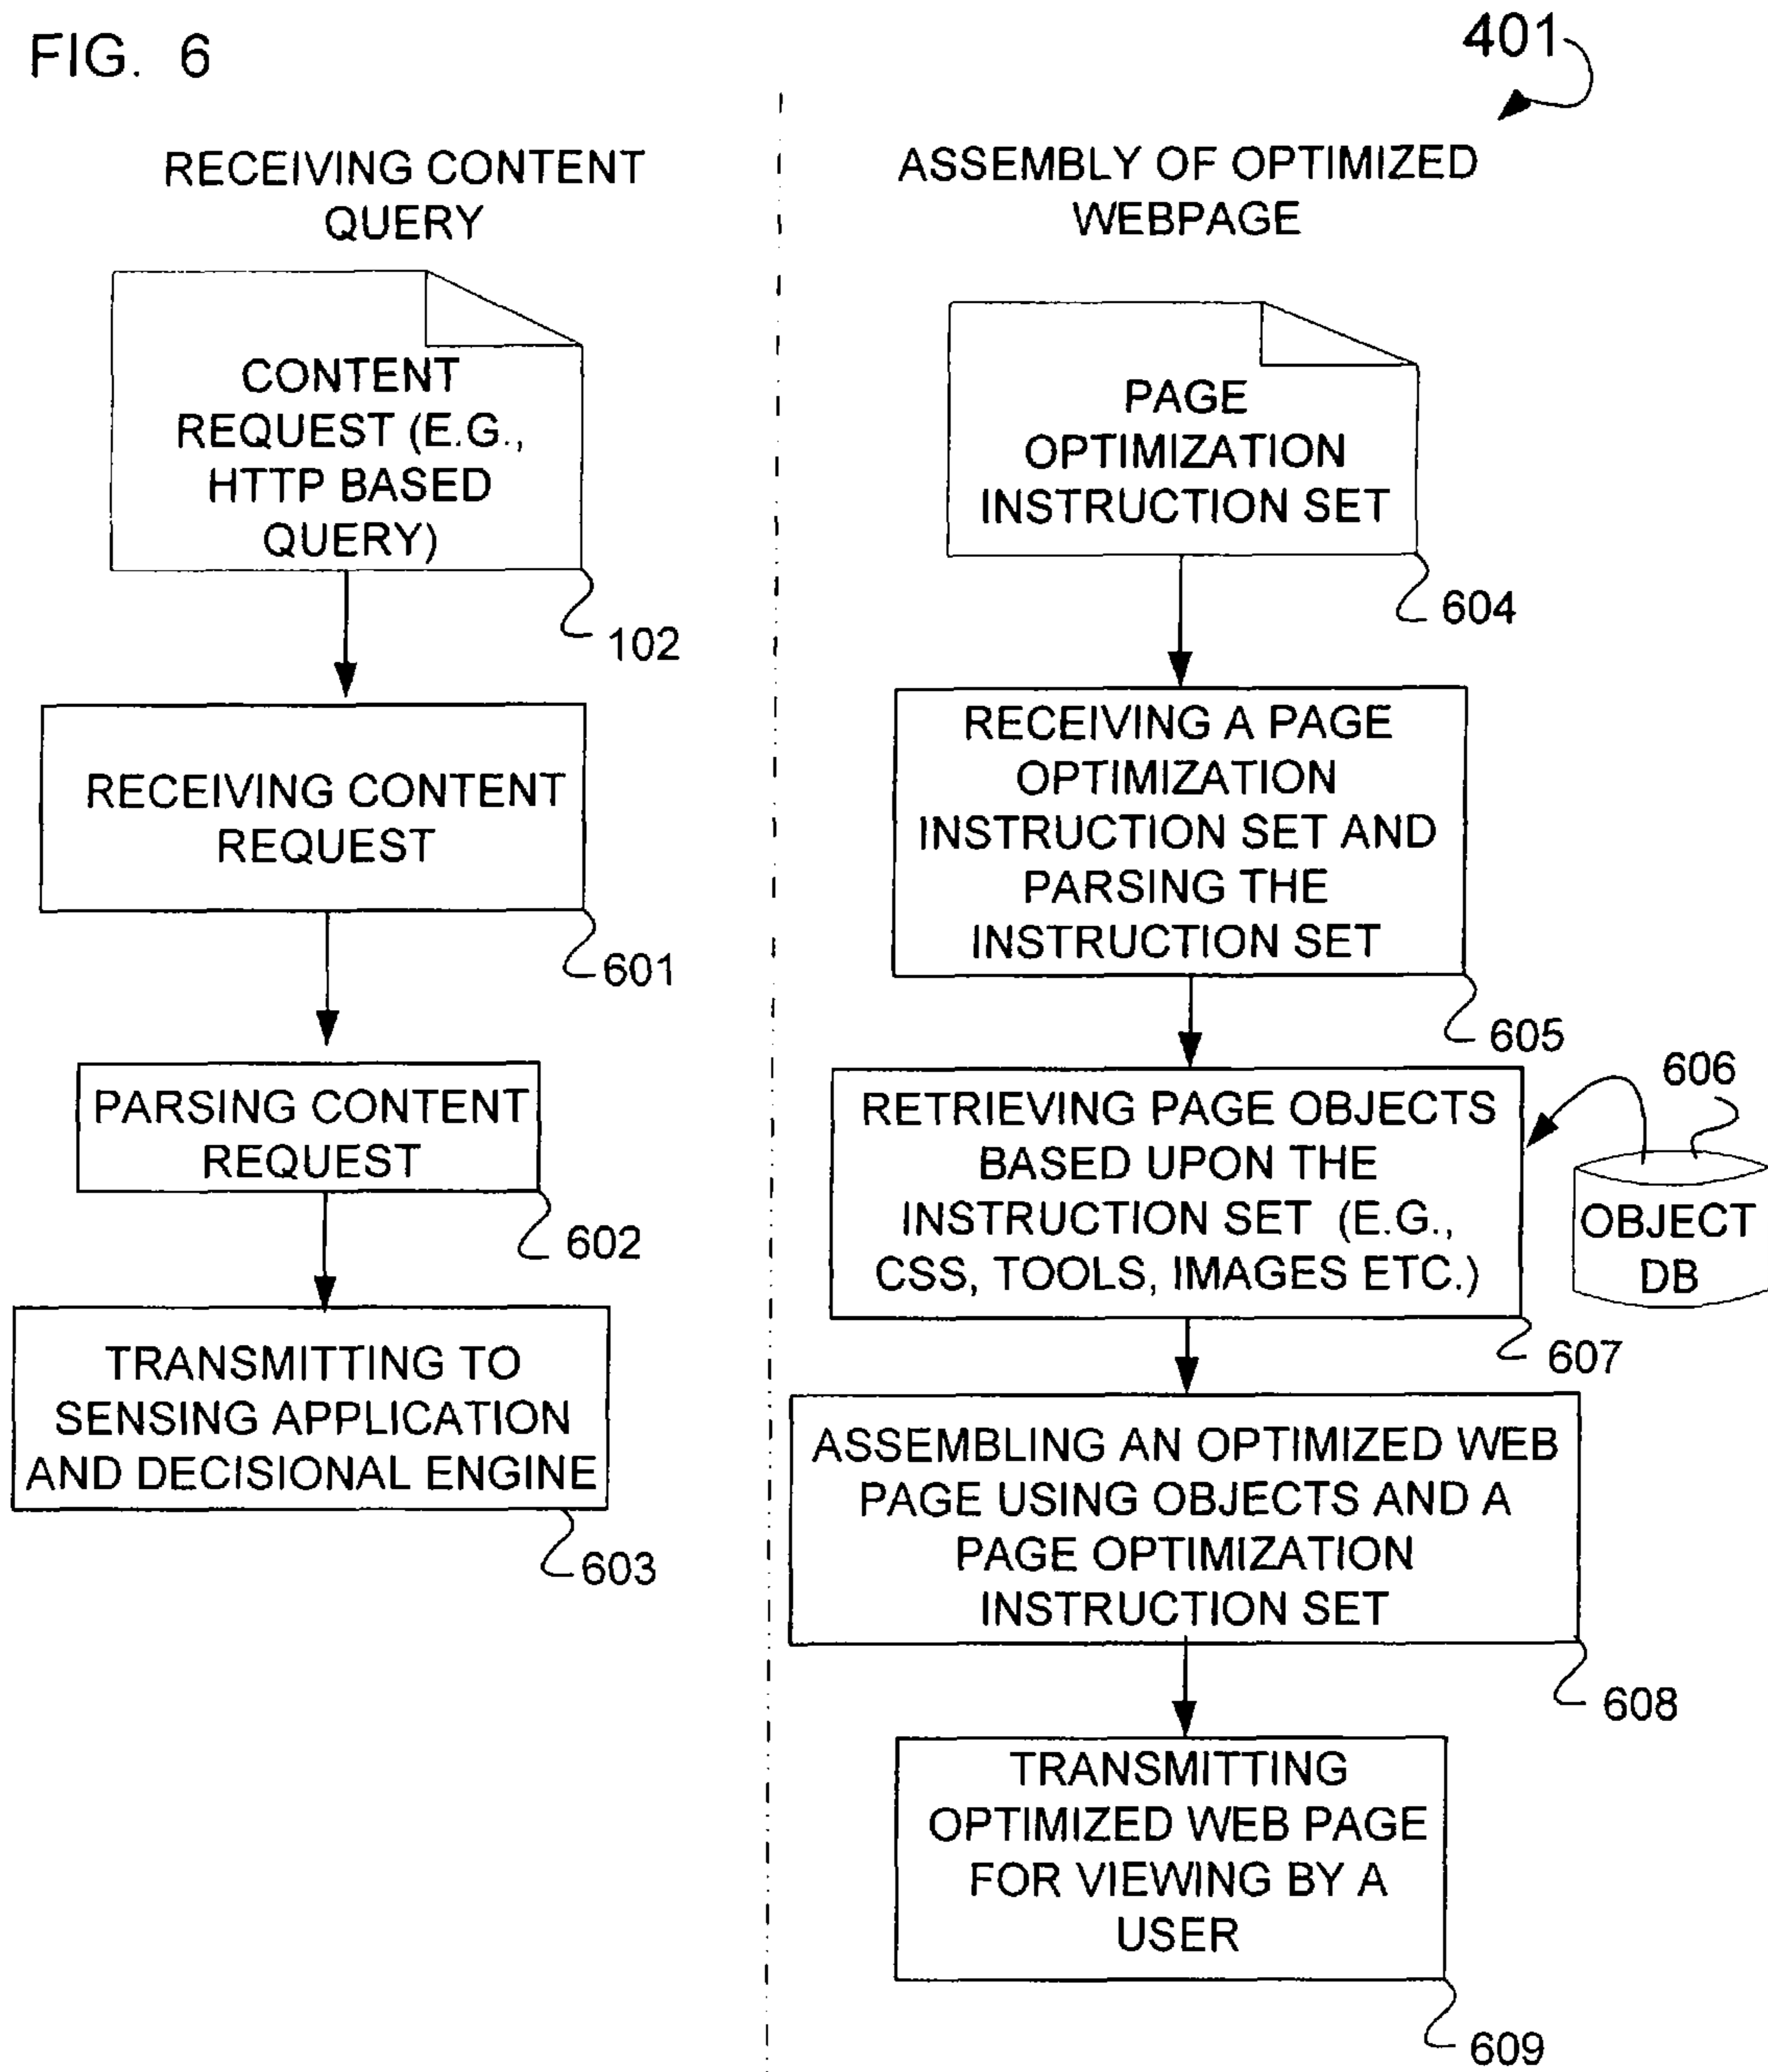 FIG. 6
401
RECEIVING CONTENT
QUERY
CONTENT
REQUEST (E.G.,
HTTP BASED
QUERY)
102
RECEIVING CONTENT
REQUEST
601
PARSING CONTENT
REQUEST
602
TRANSMITTING TO
SENSING APPLICATION
AND DECISIONAL ENGINE
603
ASSEMBLY OF OPTIMIZED
WEBPAGE
PAGE
OPTIMIZATION
INSTRUCTION SET
604
RECEIVING A PAGE
OPTIMIZATION
INSTRUCTION SET AND
PARSING THE
INSTRUCTION SET
605
606
OBJECT
DB
RETRIEVING PAGE OBJECTS
BASED UPON THE
INSTRUCTION SET (E.G.,
CSS, TOOLS, IMAGES ETC.)
607
ASSEMBLING AN OPTIMIZED WEB
PAGE USING OBJECTS AND A
PAGE OPTIMIZATION
INSTRUCTION SET
608
TRANSMITTING
OPTIMIZED WEB PAGE
FOR VIEWING BY A
USER
609